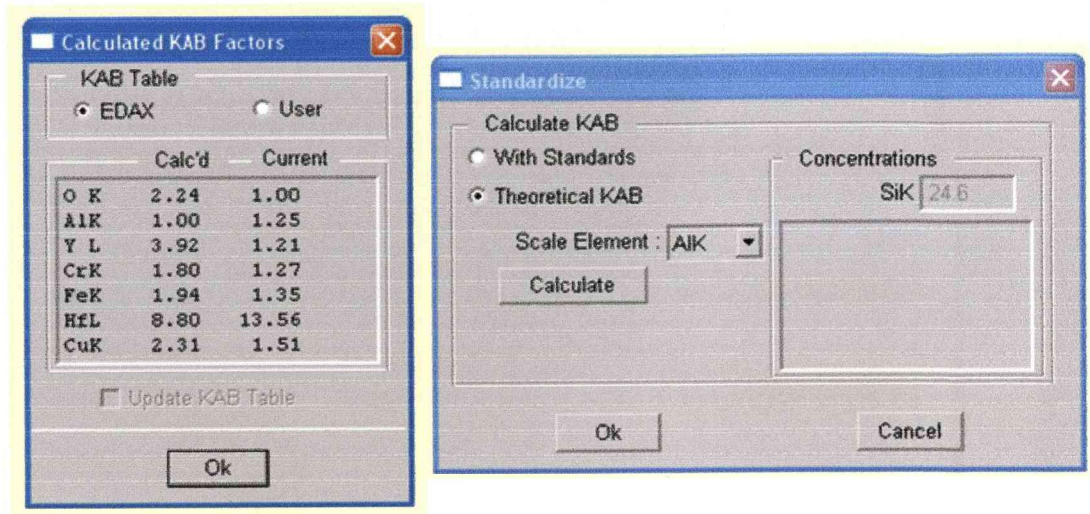 Calculated KAB Factors
KAB Table
EDAX User
Calc'd Current
O K 2.24 1.00
AlK 1.00 1.25
Y L 3.92 1.21
CrK 1.80 1.27
FeK 1.94 1.35
HfL 8.80 13.56
CuK 2.31 1.51
Update KAB Table
Ok
Standardize
Calculate KAB
With Standards
Theoretical KAB
Scale Element : AlK
Calculate
Concentrations
SiK 24.6
Ok Cancel